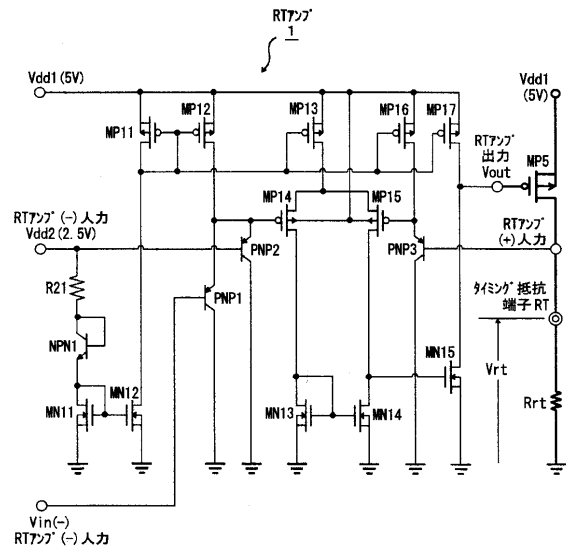 RTアンプ
1
Vdd1(5V)
Vdd1
(5V)
MP11
MP12
MP13
MP16
MP17
RTアンプ
出力
Vout
MP5
RTアンプ(-)入力
Vdd2(2.5V)
MP14
MP15
RTアンプ
(+)入力
PNP2
PNP3
R21
PNP1
タイミング抵抗
端子RT
NPN1
MN15
Vrt
MN11
MN12
MN13
MN14
Rrt
Vin(-)
RTアンプ(-)入力